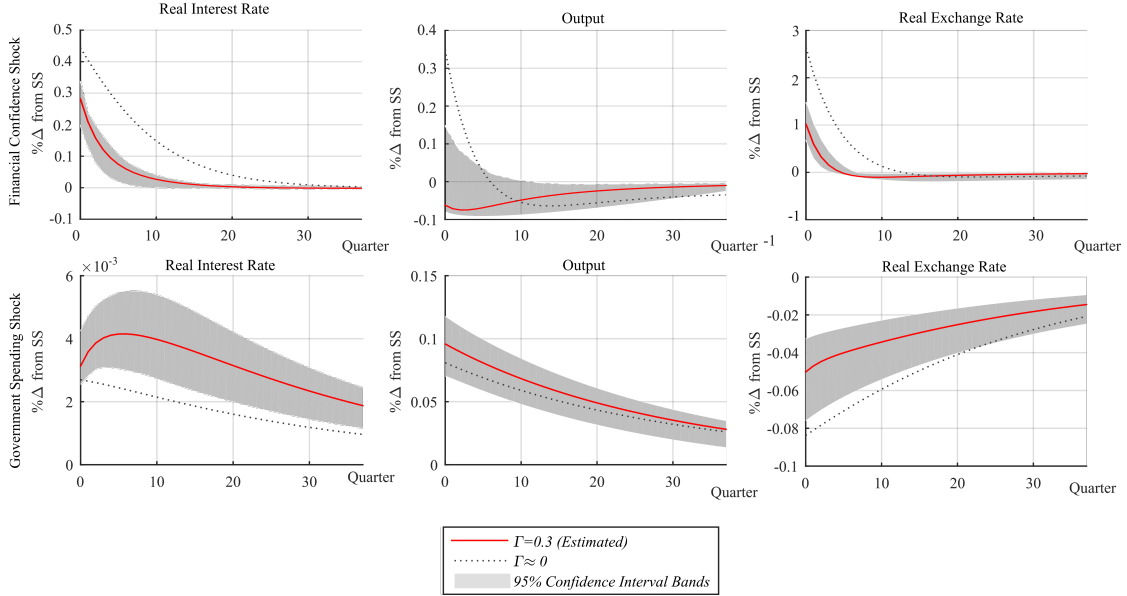 Real Interest Rate
Output
Real Exchange Rate
Financial Confidence Shock
%Δ from SS
0.5
0.4
0.3
0.2
0.1
0
-0.1
0 10 20 30
Quarter
%Δ from SS
0.4
0.3
0.2
0.1
0
-0.1
0 10 20 30
Quarter
-1
%Δ from SS
3
2
1
0
-1
0 10 20 30
Quarter
Real Interest Rate
Output
Real Exchange Rate
Government Spending Shock
%Δ from SS
×10-3
6
4
2
0
0 10 20 30
Quarter
%Δ from SS
0.15
0.1
0.05
0
0 10 20 30
Quarter
%Δ from SS
0
-0.02
-0.04
-0.06
-0.08
-0.1
0 10 20 30
Quarter
Γ=0.3 (Estimated)
Γ≈ 0
95% Confidence Interval Bands